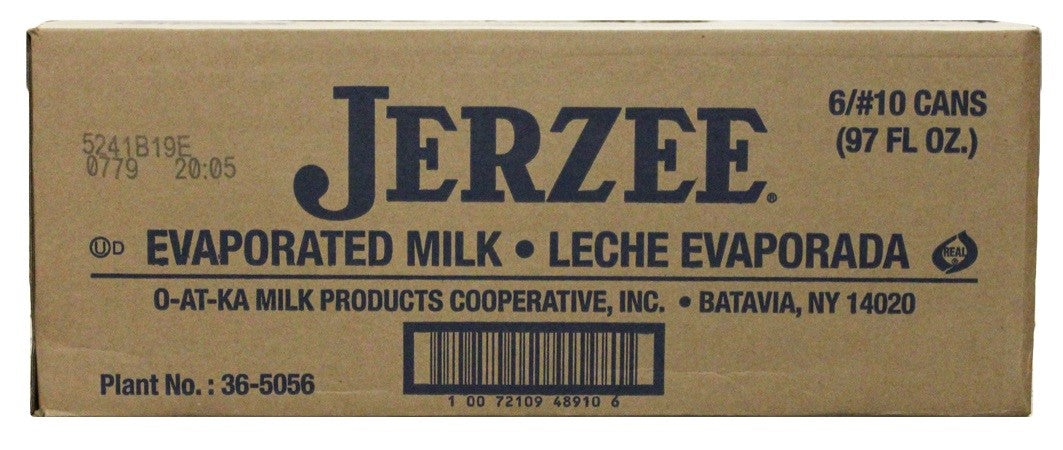 JERZEE®
6/#10 CANS
(97 FL OZ.)
5241B19E
0779 20:05
Ⓤ D EVAPORATED MILK • LECHE EVAPORADA REAL ®
O-AT-KA MILK PRODUCTS COOPERATIVE, INC. • BATAVIA, NY 14020
Plant No. : 36-5056
1 00 72109 48910 6